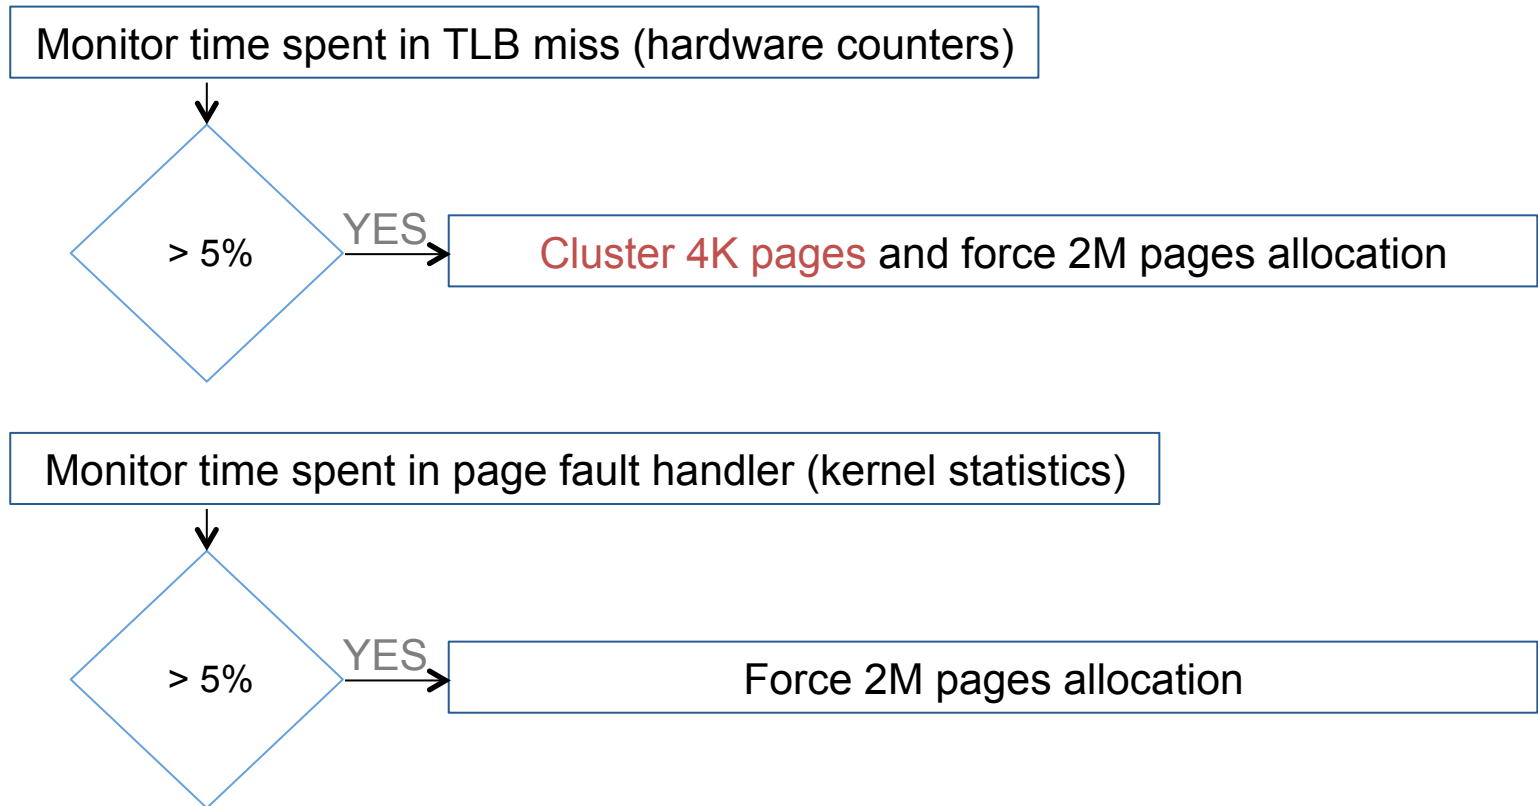 Monitor time spent in TLB miss (hardware counters)
> 5%
YES
Cluster 4K pages and force 2M pages allocation
Monitor time spent in page fault handler (kernel statistics)
> 5%
YES
Force 2M pages allocation